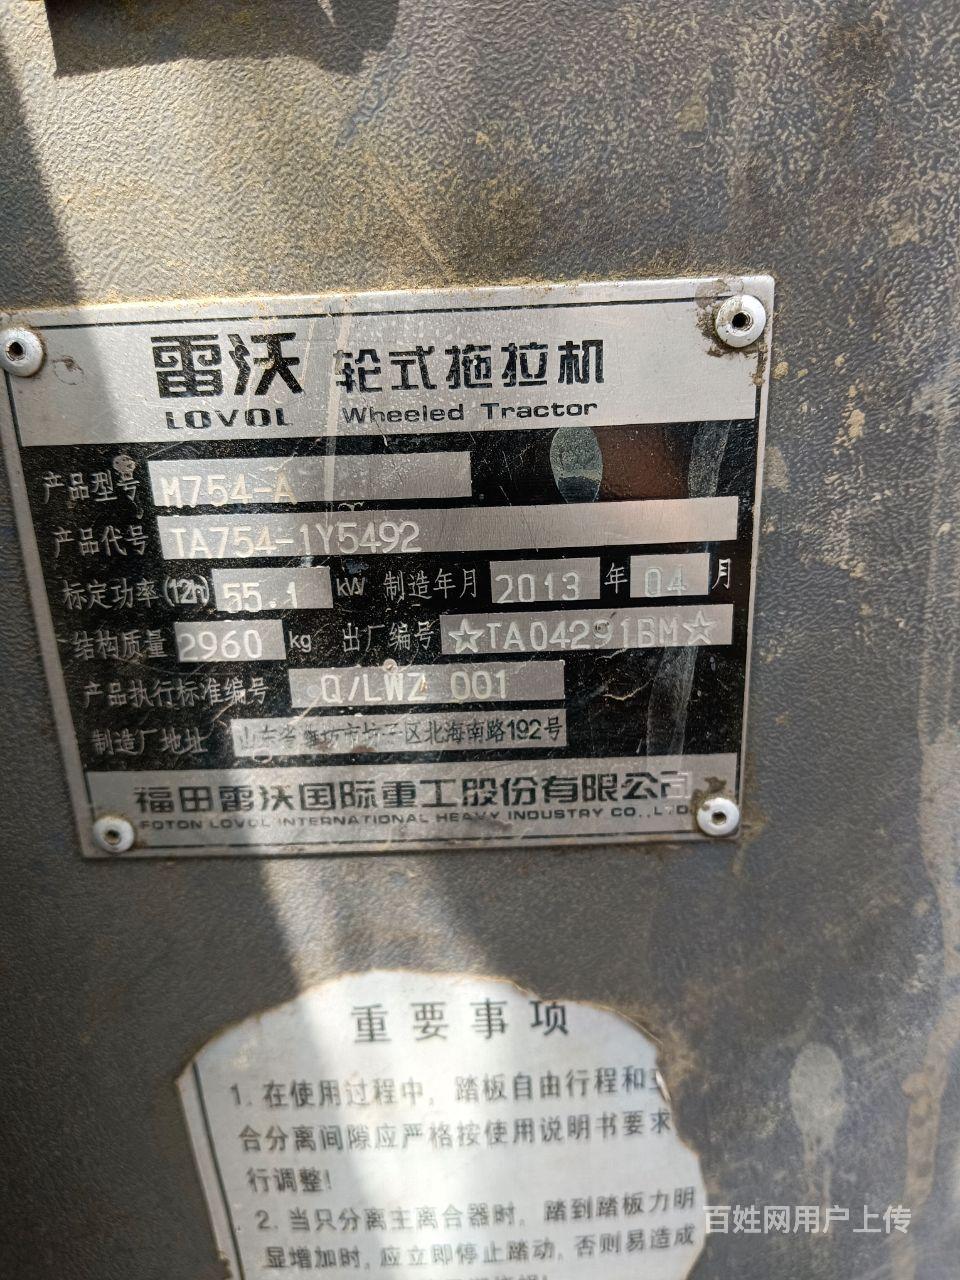 雷沃 轮式拖拉机
LOVOL Wheeled Tractor
产品型号 M754-A
产品代号 TA754-1Y5492
标定功率(12h) 55.1 kW 制造年月 2013 年 04 月
结构质量 2960 kg 出厂编号 ☆TA04291BM☆
产品执行标准编号 Q/LWZ 001
制造厂地址 山东省潍坊市坊子区北海南路192号
福田雷沃国际重工股份有限公司
FOTON LOVOL INTERNATIONAL HEAVY INDUSTRY CO.,LTD.
重要事项
1. 在使用过程中, 踏板自由行程和
合分离间隙应严格按使用说明书要求
行调整!
2. 当只分离主离合器时, 踏到踏板力明
显增加时, 应立即停止踏动, 否则易造成
百姓网用户上传